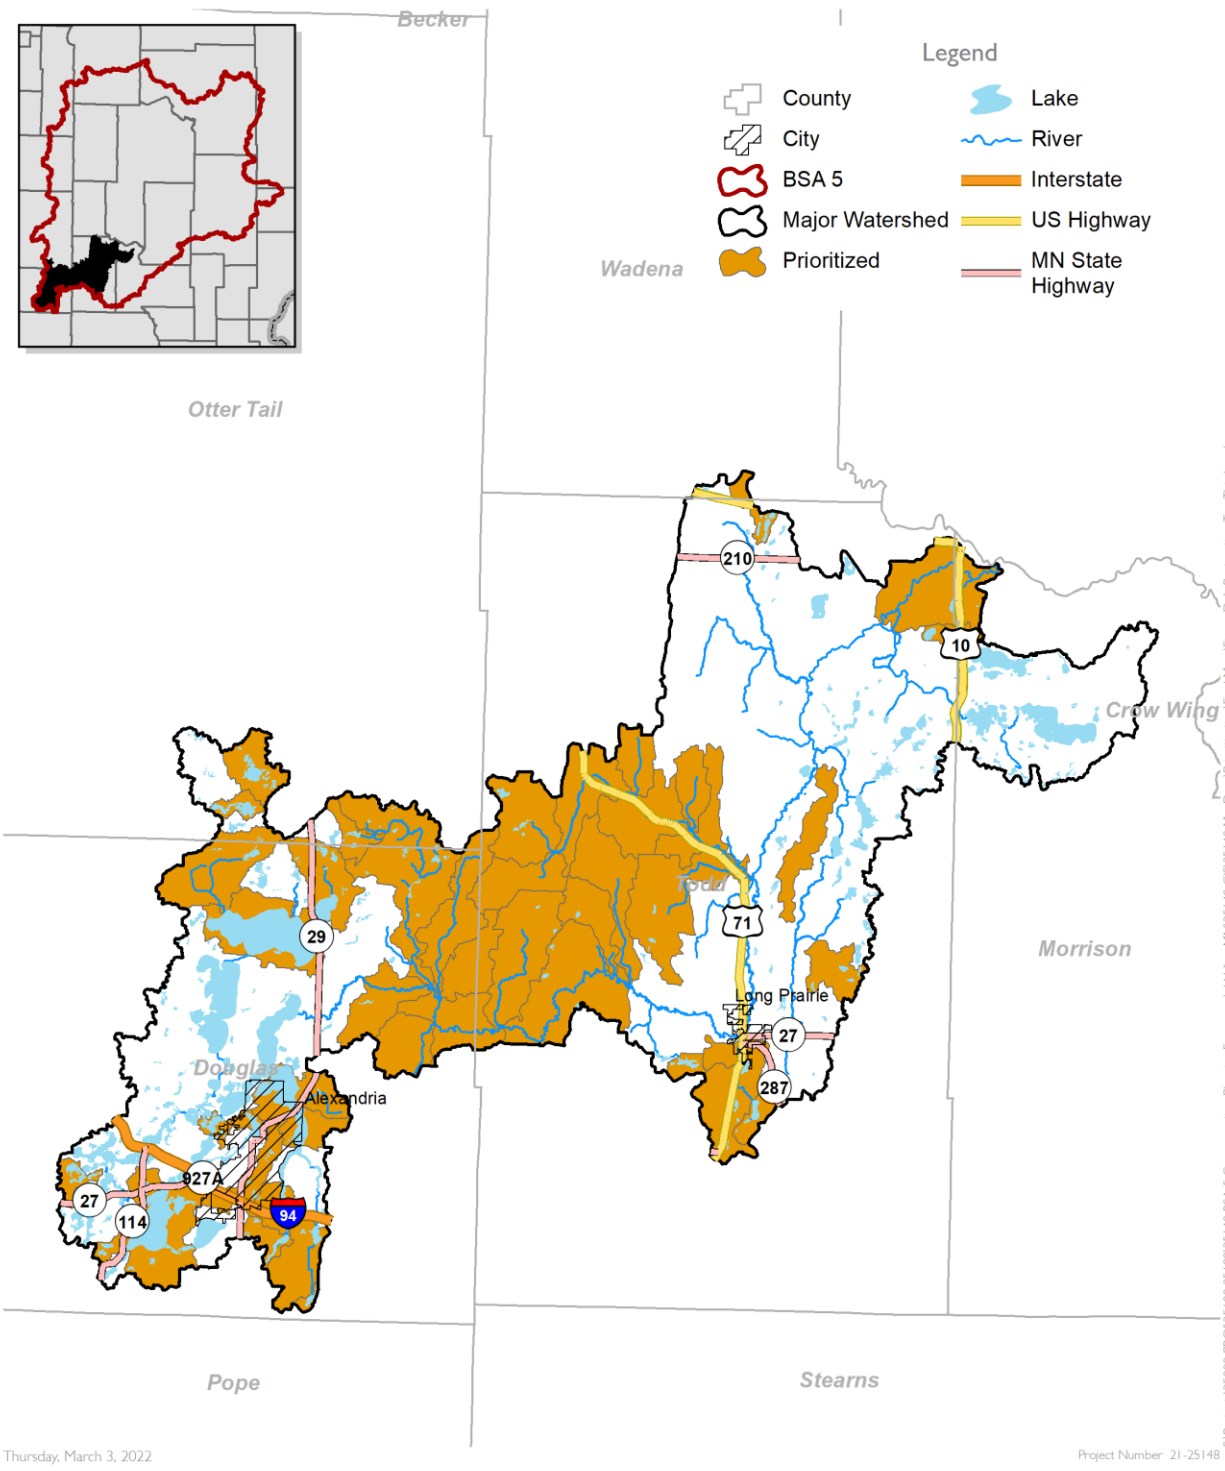 Becker
Legend
County
Lake
City
River
BSA 5
Interstate
Major Watershed
US Highway
Prioritized
MN State
Highway
Wadena
Otter Tail
210
10
Crow Wing
Todd
71
29
Morrison
Long Prairie
27
Douglas
287
Alexandria
927A
27
114
94
Pope
Stearns
Thursday, March 3, 2022
Project Number 21-25148